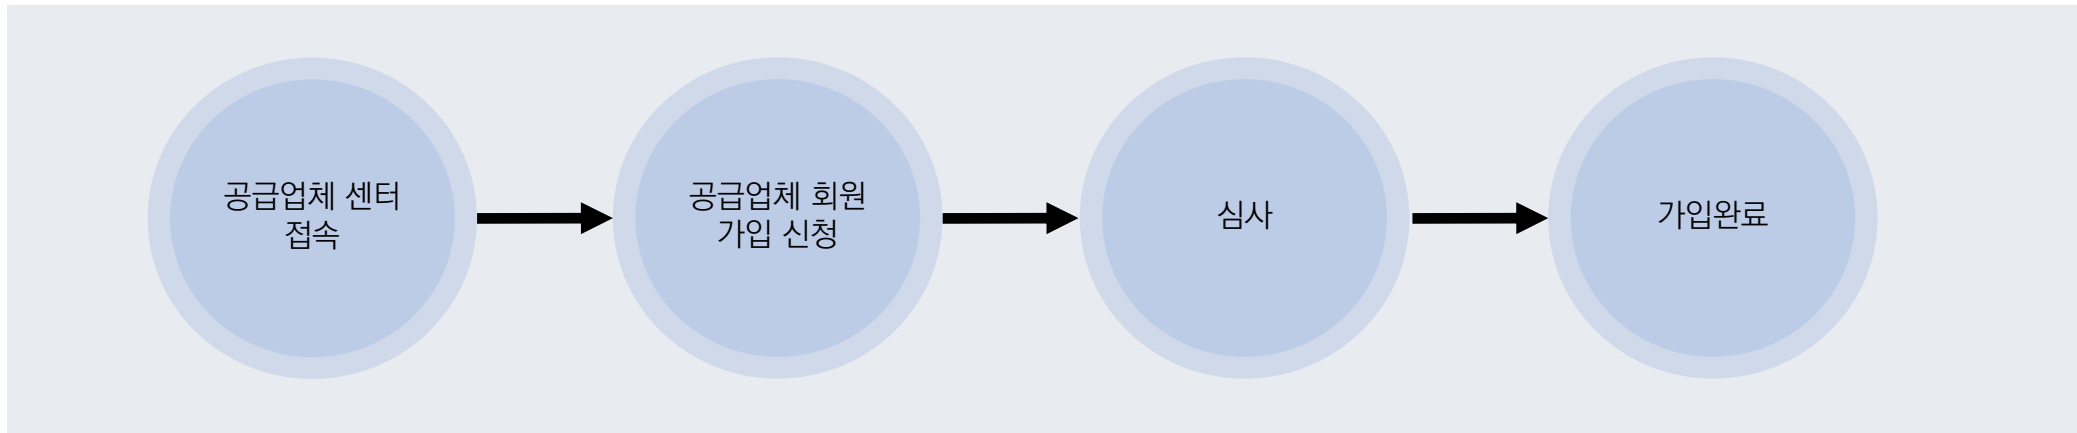 공급업체 센터
접속
공급업체 회원
가입 신청
심사
가입완료